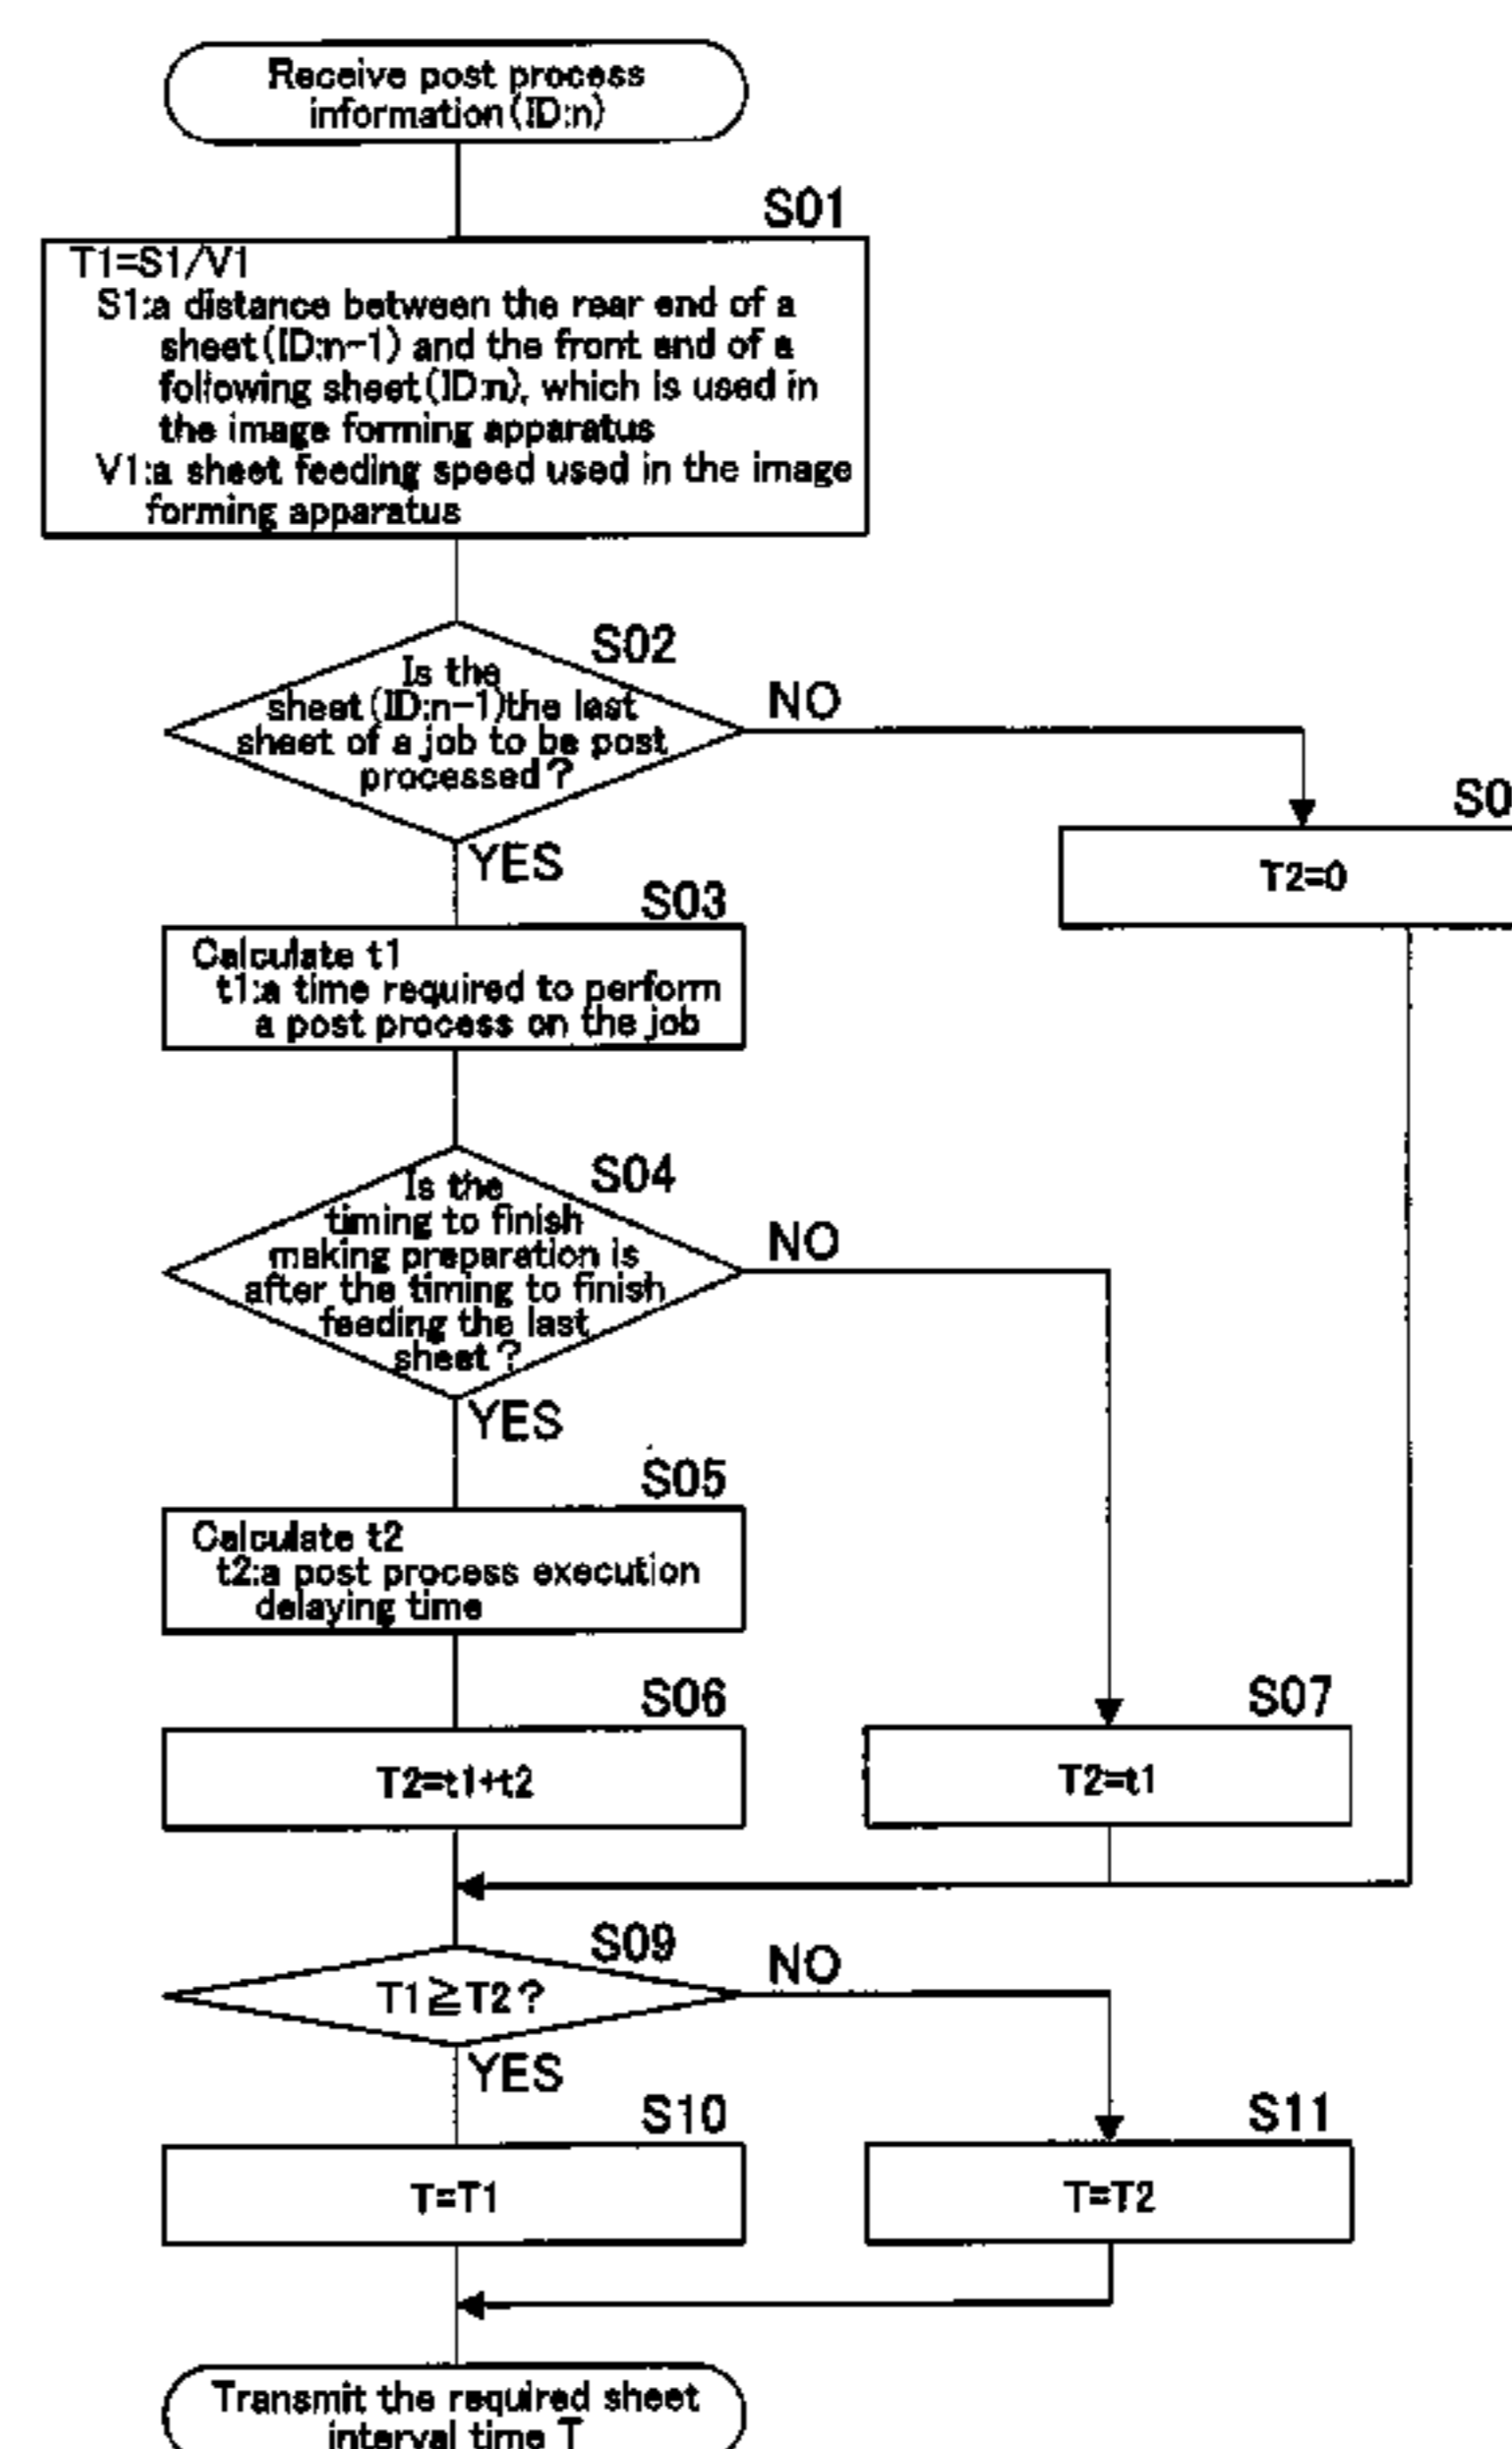 Receive post process
information(ID:n)
S01
T1=S1/V1
S1:a distance between the rear end of a
sheet(ID:n-1) and the front end of a
following sheet(ID:n), which is used in
the image forming apparatus
V1:a sheet feeding speed used in the image
forming apparatus
S02
Is the
sheet(ID:n-1)the last
sheet of a job to be post
processed?
NO
YES
S0
T2=0
S03
Calculate t1
t1:a time required to perform
a post process on the job
S04
Is the
timing to finish
making preparation is
after the timing to finish
feeding the last
sheet?
NO
YES
S05
Calculate t2
t2:a post process execution
delaying time
S06
T2=t1+t2
S07
T2=t1
S09
T1≧T2?
NO
YES
S10
T=T1
S11
T=T2
Transmit the required sheet
interval time T